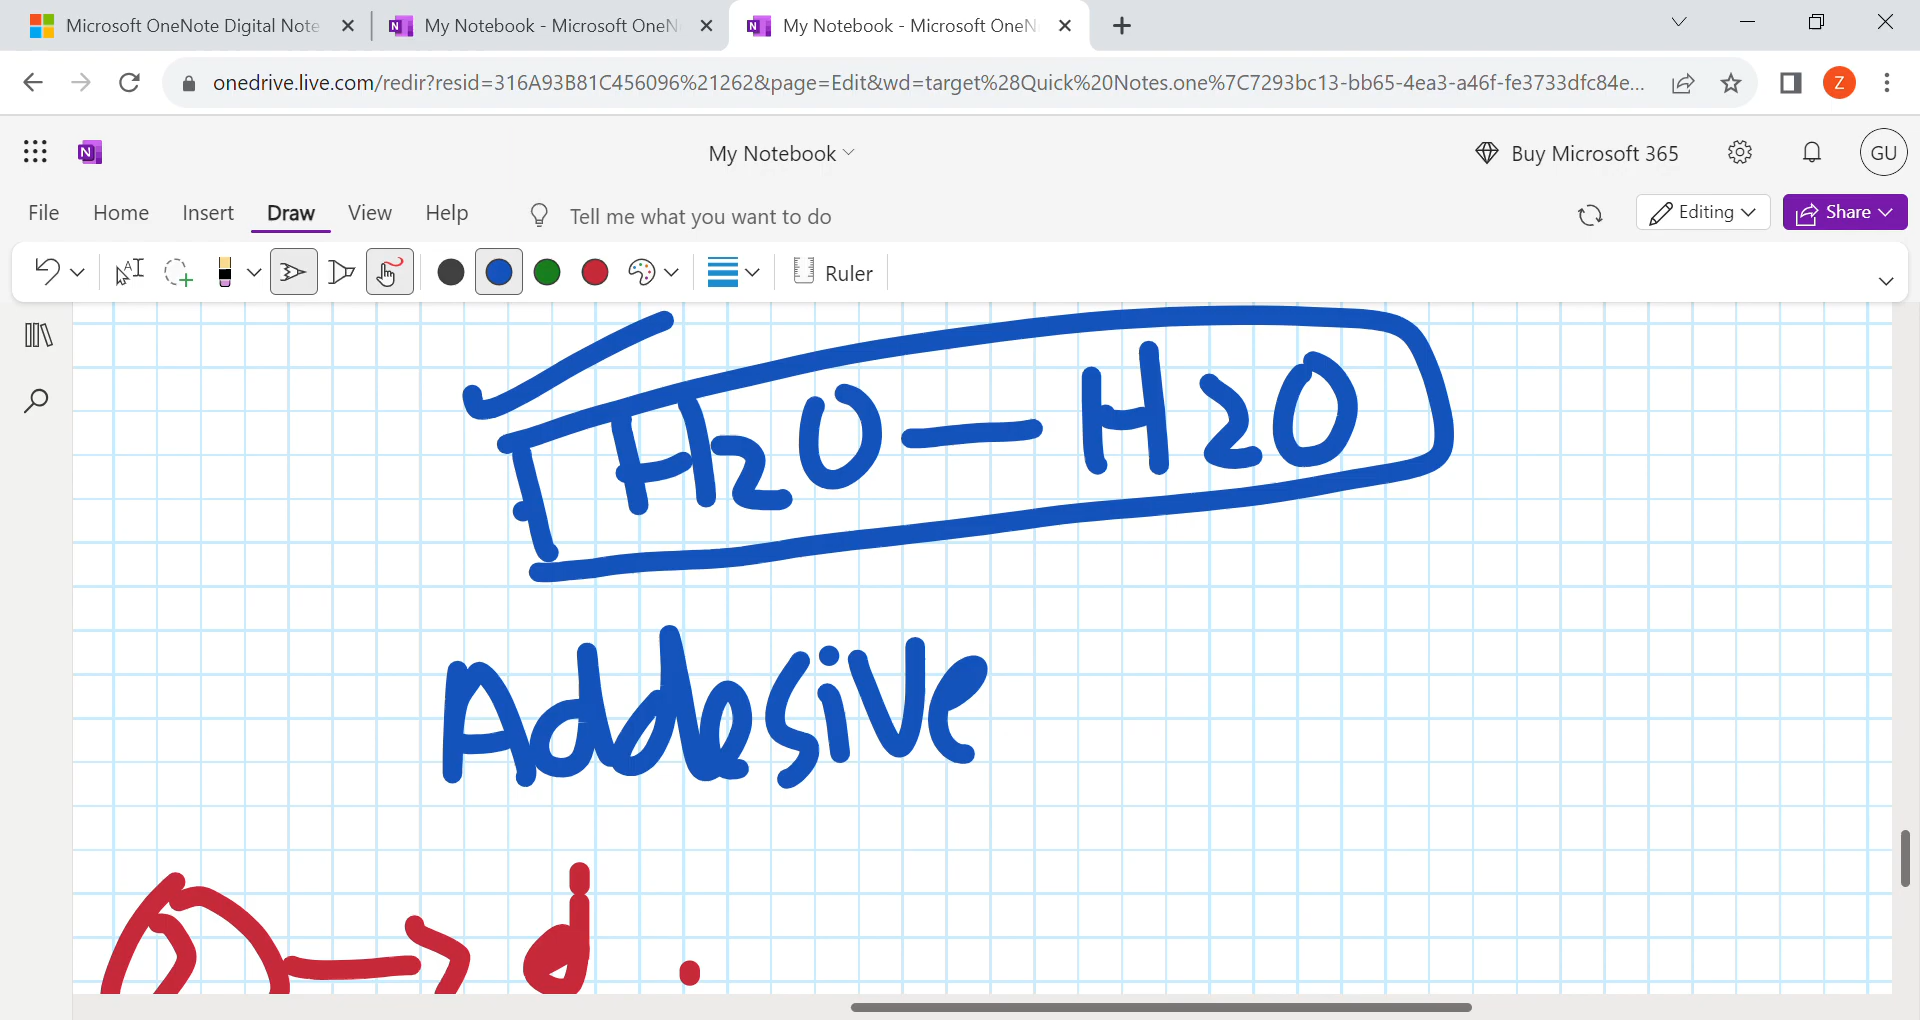 Microsoft OneNote Digital Note
My Notebook - Microsoft OneN
My Notebook - Microsoft OneN
onedrive.live.com/redir?resid=316A93B81C456096%21262&page=Edit&wd=target%28Quick%20Notes.one%7C7293bc13-bb65-4ea3-a46f-fe3733dfc84e...
Z
N
My Notebook
Buy Microsoft 365
GU
File Home Insert Draw View Help
Tell me what you want to do
Editing
Share
Ruler
H2O — H2O
Addesive